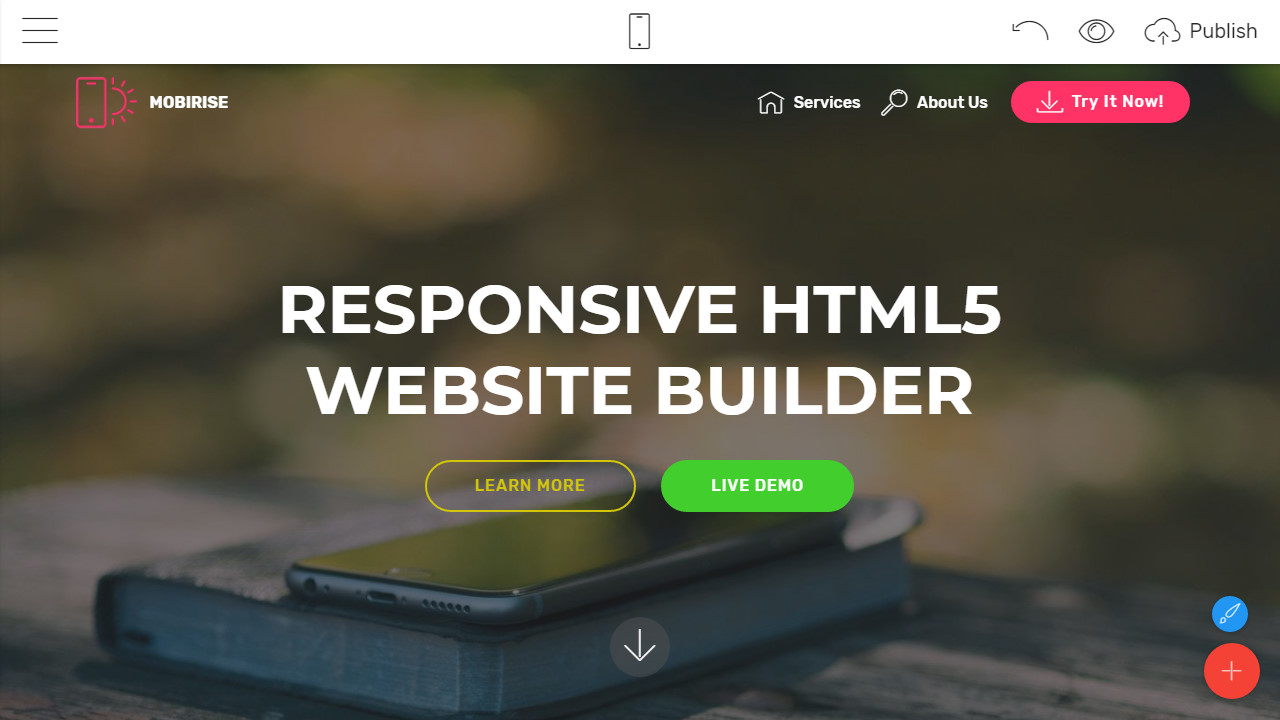 Publish
MOBIRISE
Services
About Us
Try It Now!
RESPONSIVE HTML5
WEBSITE BUILDER
LEARN MORE
LIVE DEMO